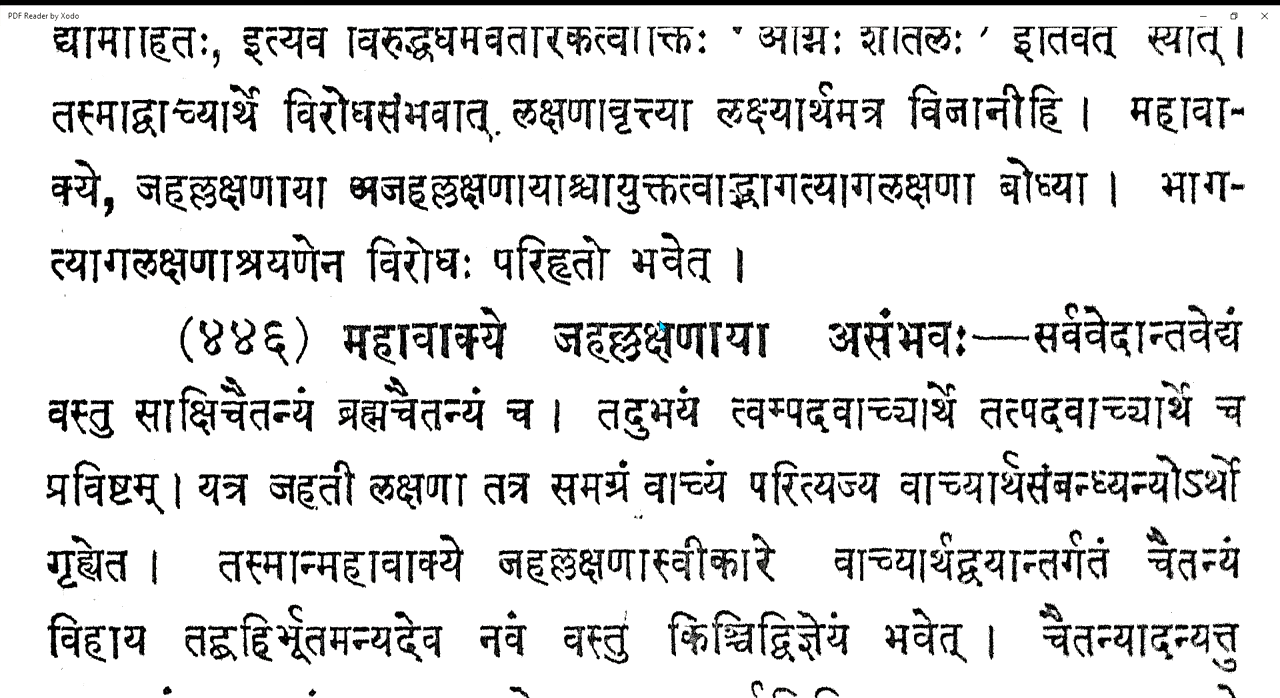 PDF Reader by Xodo
इत्येव विरुद्धधर्मवतोरेकत्वोक्तिः ' अग्निः शीतलः ' इतिवत् स्यात् ।
तस्माद्वाच्यार्थे विरोधसंभवात् लक्षणावृत्त्या लक्ष्यार्थमत्र विजानीहि । महावा-
क्ये, जहल्लक्षणाया अजहल्लक्षणायाश्चायुक्तत्वाद्भागत्यागलक्षणा बोध्या । भाग-
त्यागलक्षणाश्रयणेन विरोधः परिहृतो भवेत् ।
(४४६) महावाक्ये जहल्लक्षणाया असंभवः—सर्ववेदान्तवेद्यं
वस्तु साक्षिचैतन्यं ब्रह्मचैतन्यं च । तदुभयं त्वम्पदवाच्यार्थे तत्पदवाच्यार्थे च
प्रविष्टम् । यत्र जहती लक्षणा तत्र समग्रं वाच्यं परित्यज्य वाच्यार्थसंबन्ध्यन्योऽर्थो
गृह्येत । तस्मान्महावाक्ये जहल्लक्षणास्वीकारे वाच्यार्थद्वयान्तर्गतं चैतन्यं
विहाय तद्बहिर्भूतमन्यदेव नवं वस्तु किञ्चिद्विज्ञेयं भवेत् । चैतन्यादन्यत्तु